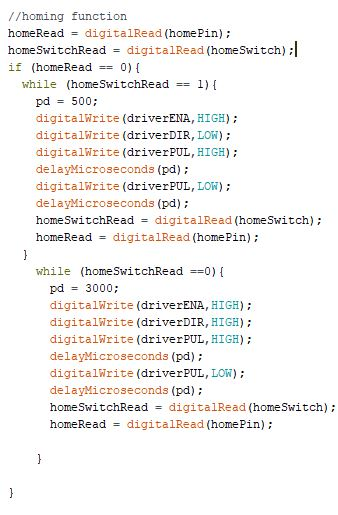 //homing function
homeRead = digitalRead(homePin);
homeSwitchRead = digitalRead(homeSwitch);
if (homeRead == 0){
while (homeSwitchRead == 1){
pd = 500;
digitalWrite(driverENA,HIGH);
digitalWrite(driverDIR,LOW);
digitalWrite(driverPUL,HIGH);
delayMicroseconds(pd);
digitalWrite(driverPUL,LOW);
delayMicroseconds(pd);
homeSwitchRead = digitalRead(homeSwitch);
homeRead = digitalRead(homePin);
}
while (homeSwitchRead ==0){
pd = 3000;
digitalWrite(driverENA,HIGH);
digitalWrite(driverDIR,HIGH);
digitalWrite(driverPUL,HIGH);
delayMicroseconds(pd);
digitalWrite(driverPUL,LOW);
delayMicroseconds(pd);
homeSwitchRead = digitalRead(homeSwitch);
homeRead = digitalRead(homePin);
}
}